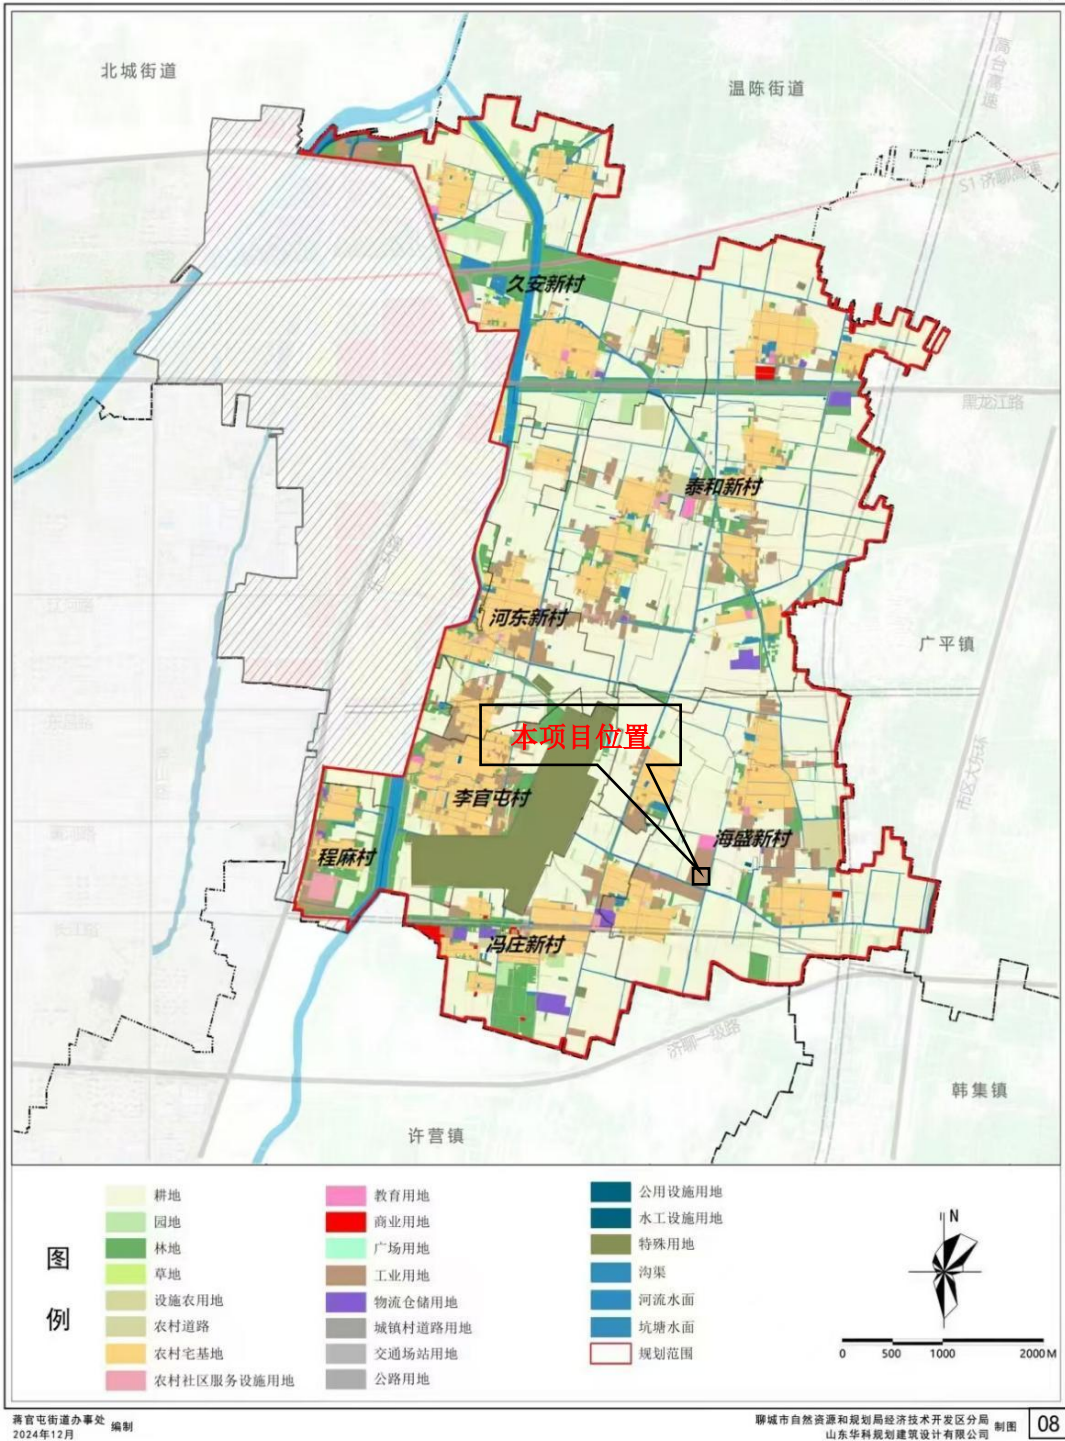 北城街道
温陈街道
高台高速
S1 济聊高速
久安新村
黑龙江路
泰和新村
河东新村
广平镇
本项目位置
市区大外环
李官屯村
海盛新村
程麻村
冯庄新村
济聊一级路
韩集镇
许营镇
图例
耕地
园地
林地
草地
设施农用地
农村道路
农村宅基地
农村社区服务设施用地
教育用地
商业用地
广场用地
工业用地
物流仓储用地
城镇村道路用地
交通场站用地
公路用地
公用设施用地
水工设施用地
特殊用地
沟渠
河流水面
坑塘水面
规划范围
N
0 500 1000 2000M
蒋官屯街道办事处 编制
2024年12月
聊城市自然资源和规划局经济技术开发区分局
山东华科规划建筑设计有限公司 制图
08